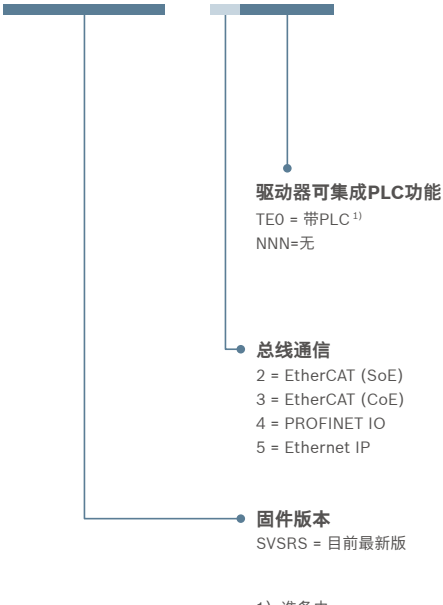 驱动器可集成PLC功能
TE0 = 带PLC 1)
NNN=无
总线通信
2 = EtherCAT (SoE)
3 = EtherCAT (CoE)
4 = PROFINET IO
5 = Ethernet IP
固件版本
SVSRS = 目前最新版